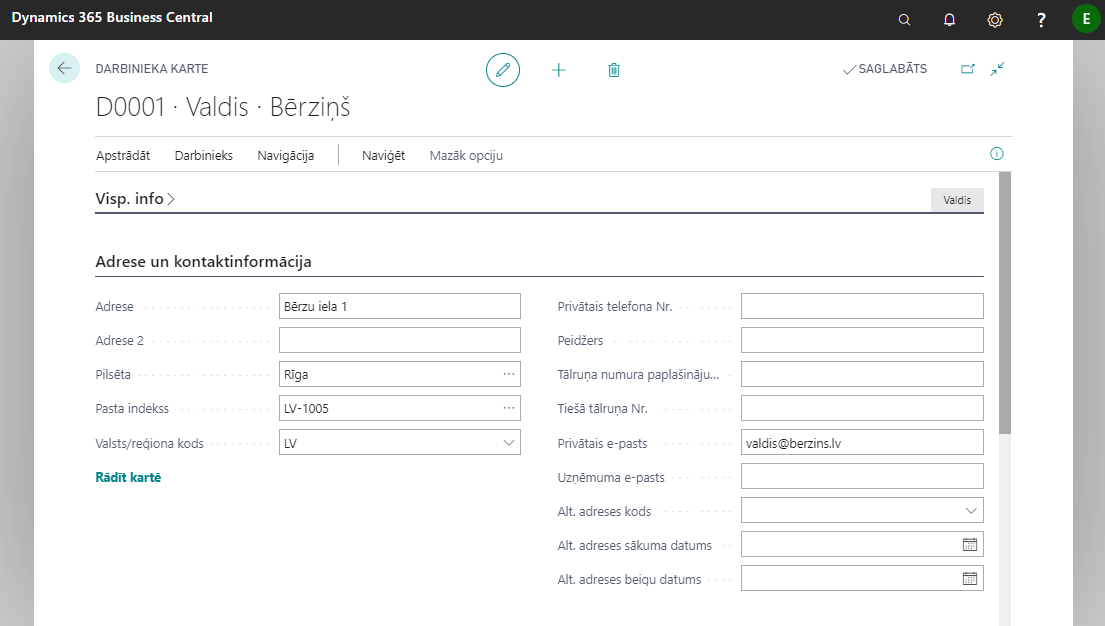 Dynamics 365 Business Central
?
E
DARBINIEKA KARTE
SAGLABĀTS
D0001 · Valdis · Bērziņš
Apstrādāt Darbinieks Navigācija Naviģēt Mazāk opciju
Visp. info
Valdis
Adrese un kontaktinformācija
Adrese
Bērzu iela 1
Adrese 2
Pilsēta
Rīga
Pasta indekss
LV-1005
Valsts/reģiona kods
LV
Rādīt kartē
Privātais telefona Nr.
Peidžers
Tālruņa numura paplašināju...
Tiešā tālruņa Nr.
Privātais e-pasts
valdis@berzins.lv
Uzņēmuma e-pasts
Alt. adreses kods
Alt. adreses sākuma datums
Alt. adreses beigu datums